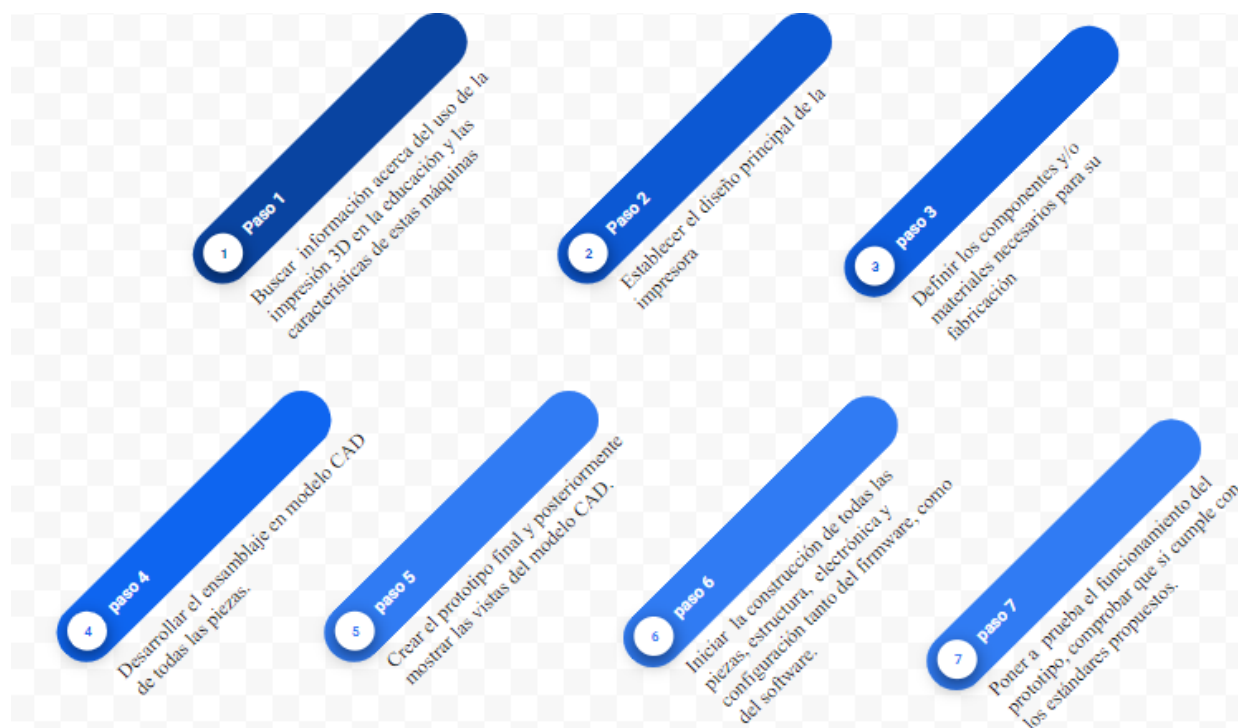 1
Paso 1
Buscar información acerca del uso de la
impresión 3D en la educación y las
características de estas máquinas
2
Paso 2
Establecer el diseño principal de la
impresora
3
paso 3
Definir los componentes y/o
materiales necesarios para su
fabricación
4
paso 4
Desarrollar el ensamblaje en modelo CAD
de todas las piezas.
5
paso 5
Crear el prototipo final y posteriormente
mostrar las vistas del modelo CAD.
6
paso 6
Iniciar la construcción de todas las
piezas, estructura, electrónica y
configuración tanto del firmware, como
del software.
7
paso 7
Poner a prueba el funcionamiento del
prototipo, comprobar que si cumple con
los estándares propuestos.